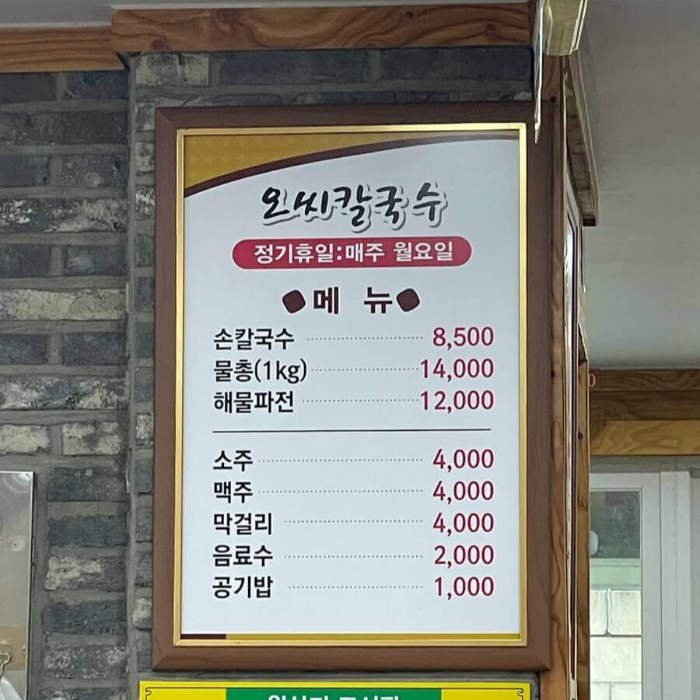 오씨칼국수
정기휴일:매주 월요일
메 뉴
손칼국수 8,500
물총(1kg) 14,000
해물파전 12,000
소주 4,000
맥주 4,000
막걸리 4,000
음료수 2,000
공기밥 1,000